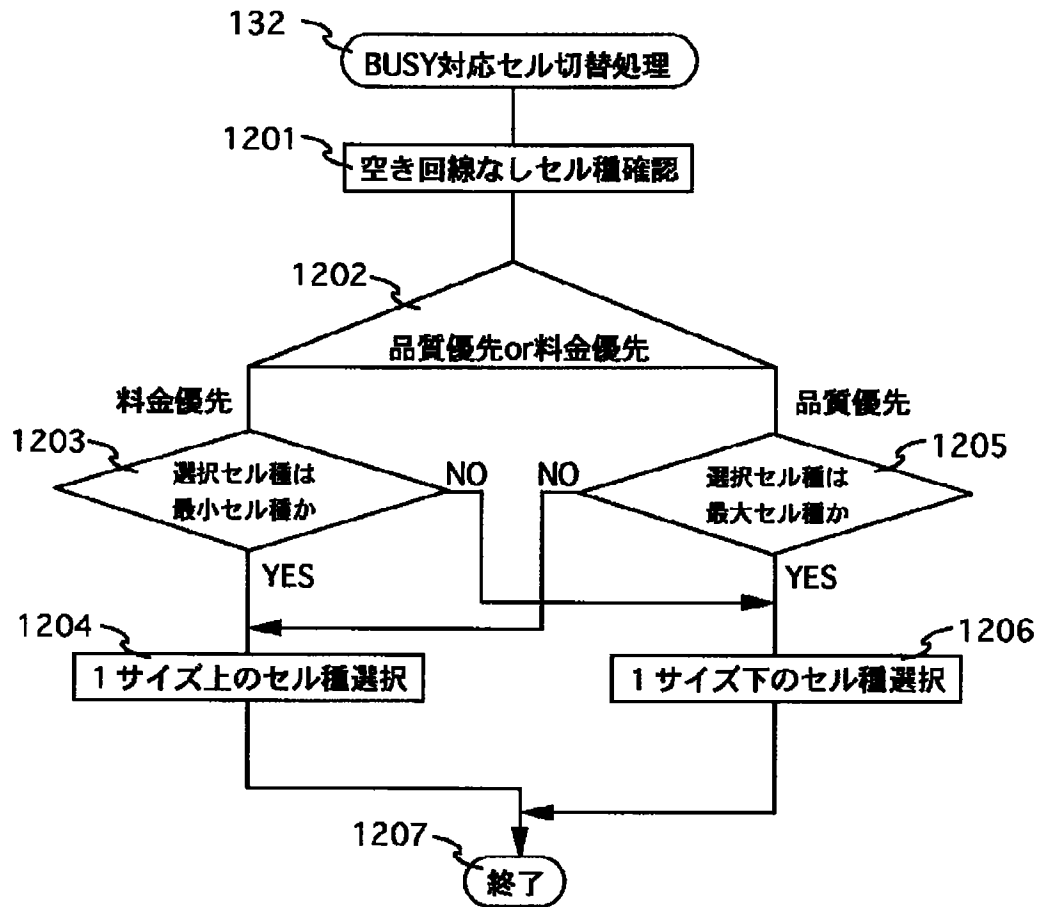 132
BUSY対応セル切替処理
1201
空き回線なしセル種確認
1202
品質優先or料金優先
料金優先
品質優先
1203
選択セル種は
最小セル種か
NO
NO
1205
選択セル種は
最大セル種か
YES
YES
1204
1サイズ上のセル種選択
1206
1サイズ下のセル種選択
1207
終了